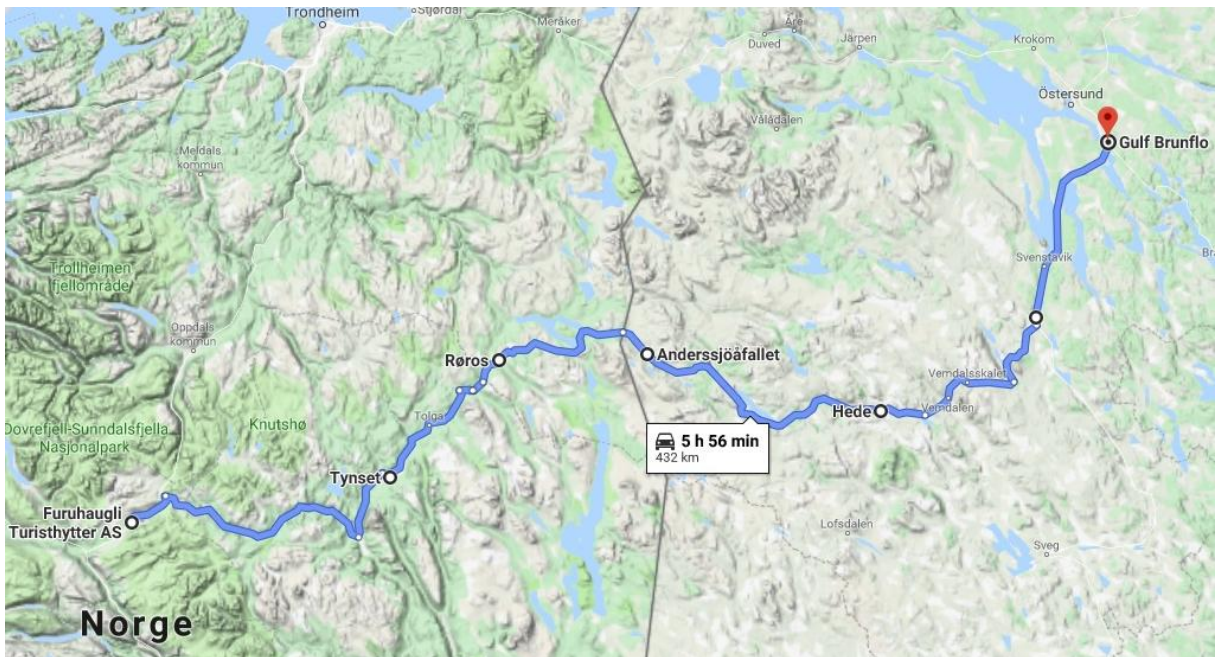 Trondheim
Stjørdal
Meråker
Åre
Duved
Järpen
Krokom
Östersund
Vålådalen
Gulf Brunflo
Meldals
kommun
Trollheimen
fjellområde
Svenstavik
Oppdals
kommun
Røros
Anderssjöåfallet
Vemdalsskalet
Tolga
Hede
Vemdalen
Dovrefjell-Sunndalsfjella
Nasjonalpark
Knutshø
5 h 56 min
432 km
Tynset
Furuhaugli
Turisthytter AS
Lofsdalen
Sveg
Norge